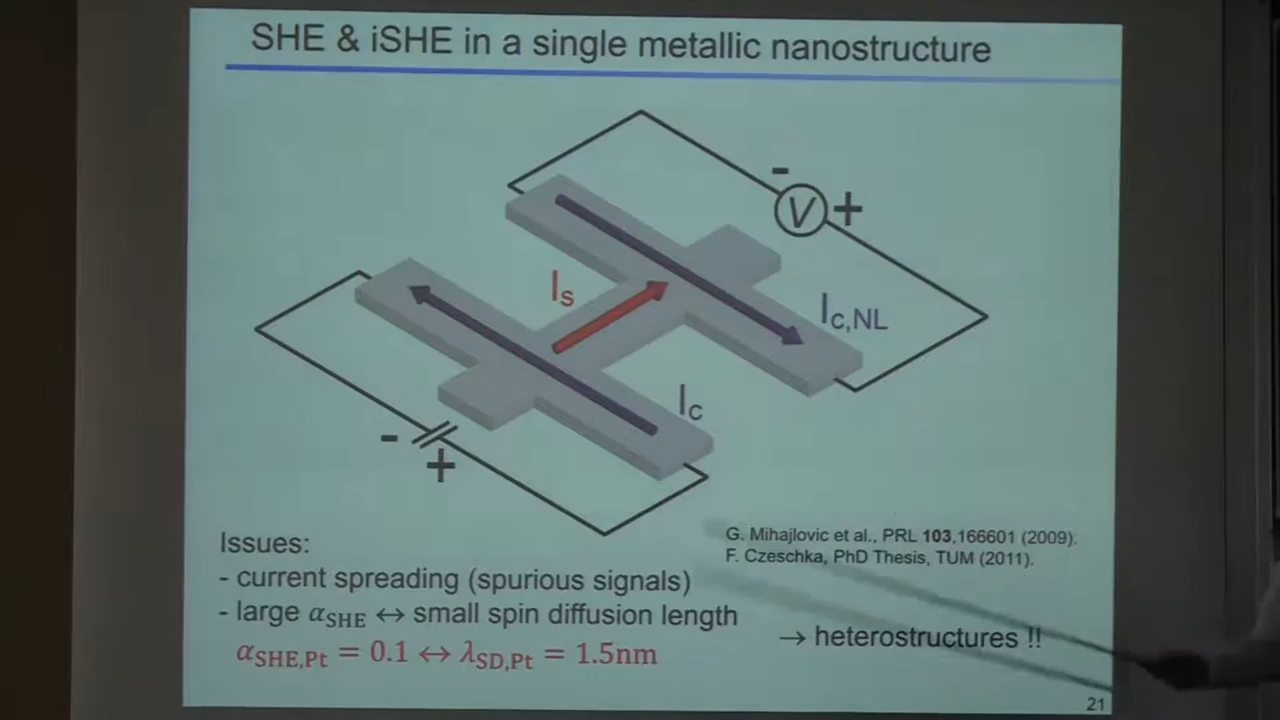 SHE & iSHE in a single metallic nanostructure
-
V
+
Is
Ic,NL
Ic
-
+
Issues:
- current spreading (spurious signals)
- large αSHE ↔ small spin diffusion length
αSHE,Pt = 0.1 ↔ λSD,Pt = 1.5nm
G. Mihajlovic et al., PRL 103,166601 (2009).
F. Czeschka, PhD Thesis, TUM (2011).
→ heterostructures !!
21